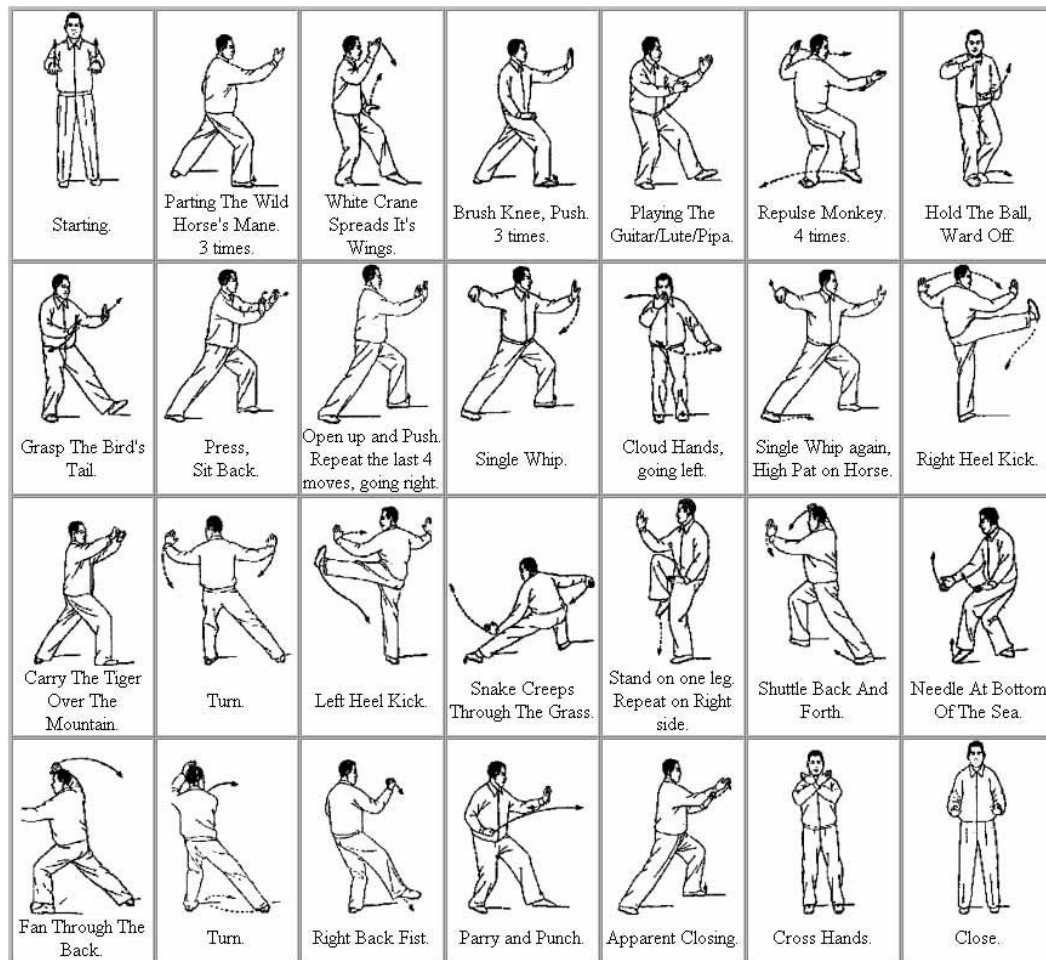 Starting.
Parting The Wild
Horse's Mane.
3 times.
White Crane
Spreads It's
Wings.
Brush Knee, Push.
3 times.
Playing The
Guitar/Lute/Pipa.
Repulse Monkey.
4 times.
Hold The Ball,
Ward Off.
Grasp The Bird's
Tail.
Press,
Sit Back.
Open up and Push.
Repeat the last 4
moves, going right.
Single Whip.
Cloud Hands,
going left.
Single Whip again,
High Pat on Horse.
Right Heel Kick.
Carry The Tiger
Over The
Mountain.
Turn.
Left Heel Kick.
Snake Creeps
Through The Grass.
Stand on one leg.
Repeat on Right
side.
Shuttle Back And
Forth.
Needle At Bottom
Of The Sea.
Fan Through The
Back.
Turn.
Right Back Fist.
Parry and Punch.
Apparent Closing.
Cross Hands.
Close.